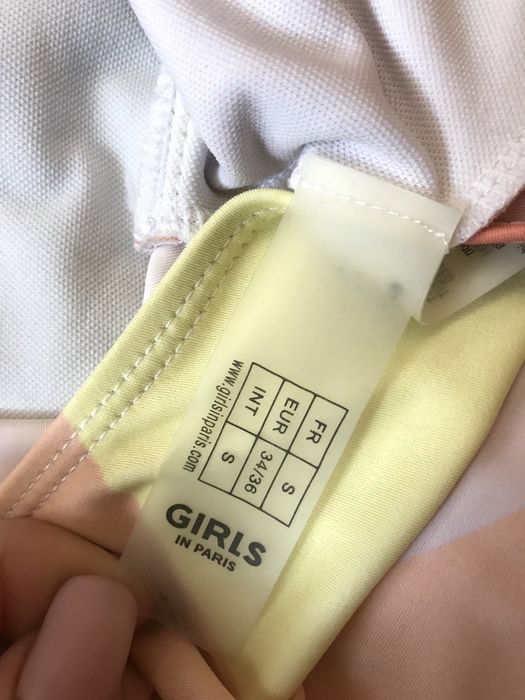 GIRLS
IN PARIS
FR S
EUR 34/36
INT S
www.girlsinparis.com